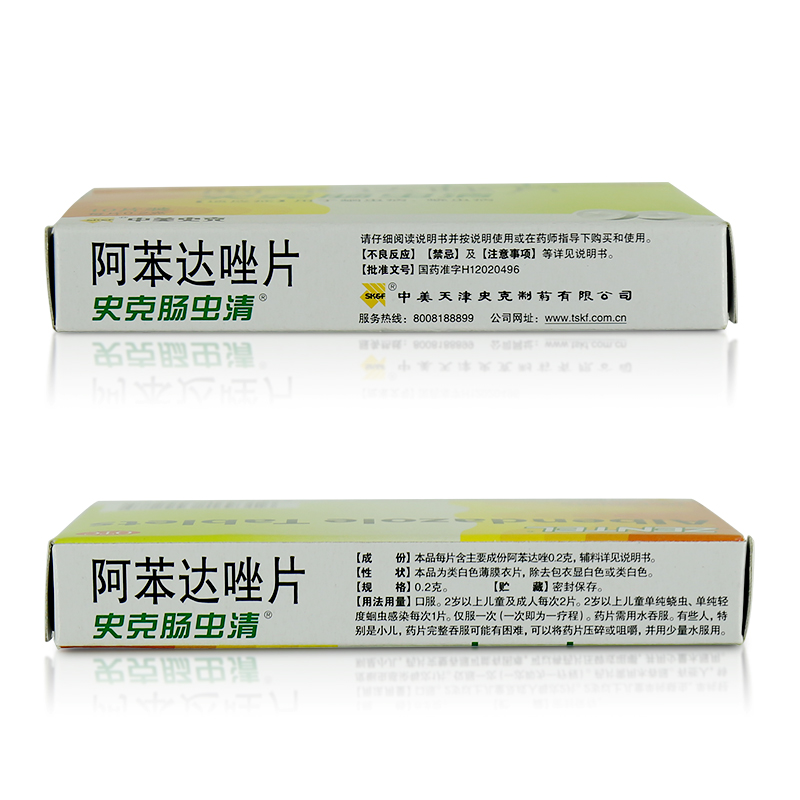 阿苯达唑片
史克肠虫清®
请仔细阅读说明书并按说明使用或在药师指导下购买和使用。
【不良反应】【禁忌】及【注意事项】等详见说明书。
【批准文号】国药准字H12020496
SKGF® 中美天津史克制药有限公司
服务热线：8008188899 公司网址：www.tskf.com.cn
ZENTEL
Albendazole Tablets
OTC
阿苯达唑片
史克肠虫清®
【成 份】本品每片含主要成份阿苯达唑0.2克，辅料详见说明书。
【性 状】本品为类白色薄膜衣片，除去包衣显白色或类白色。
【规 格】0.2克。 【贮 藏】密封保存。
【用法用量】口服。2岁以上儿童及成人每次2片。2岁以上儿童单纯蛲虫、单纯轻
度蛔虫感染每次1片。仅服一次（一次即为一疗程）。药片需用水吞服。有些人，特
别是小儿，药片完整吞服可能有困难，可以将药片压碎或咀嚼，并用少量水服用。